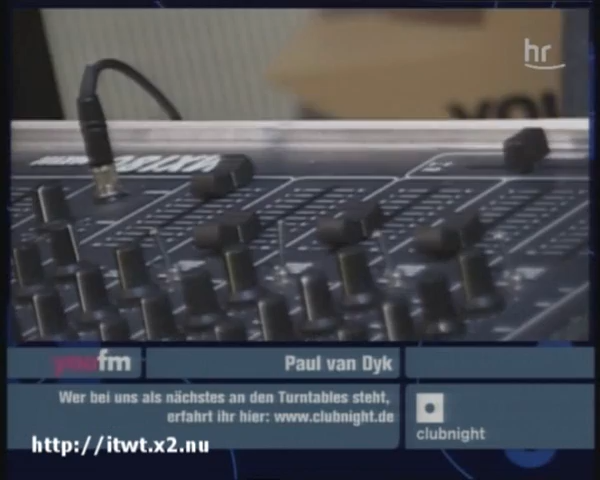 hr
YOU
youfm
Paul van Dyk
Wer bei uns als nächstes an den Turntables steht,
erfahrt ihr hier: www.clubnight.de
clubnight
http://itwt.x2.nu